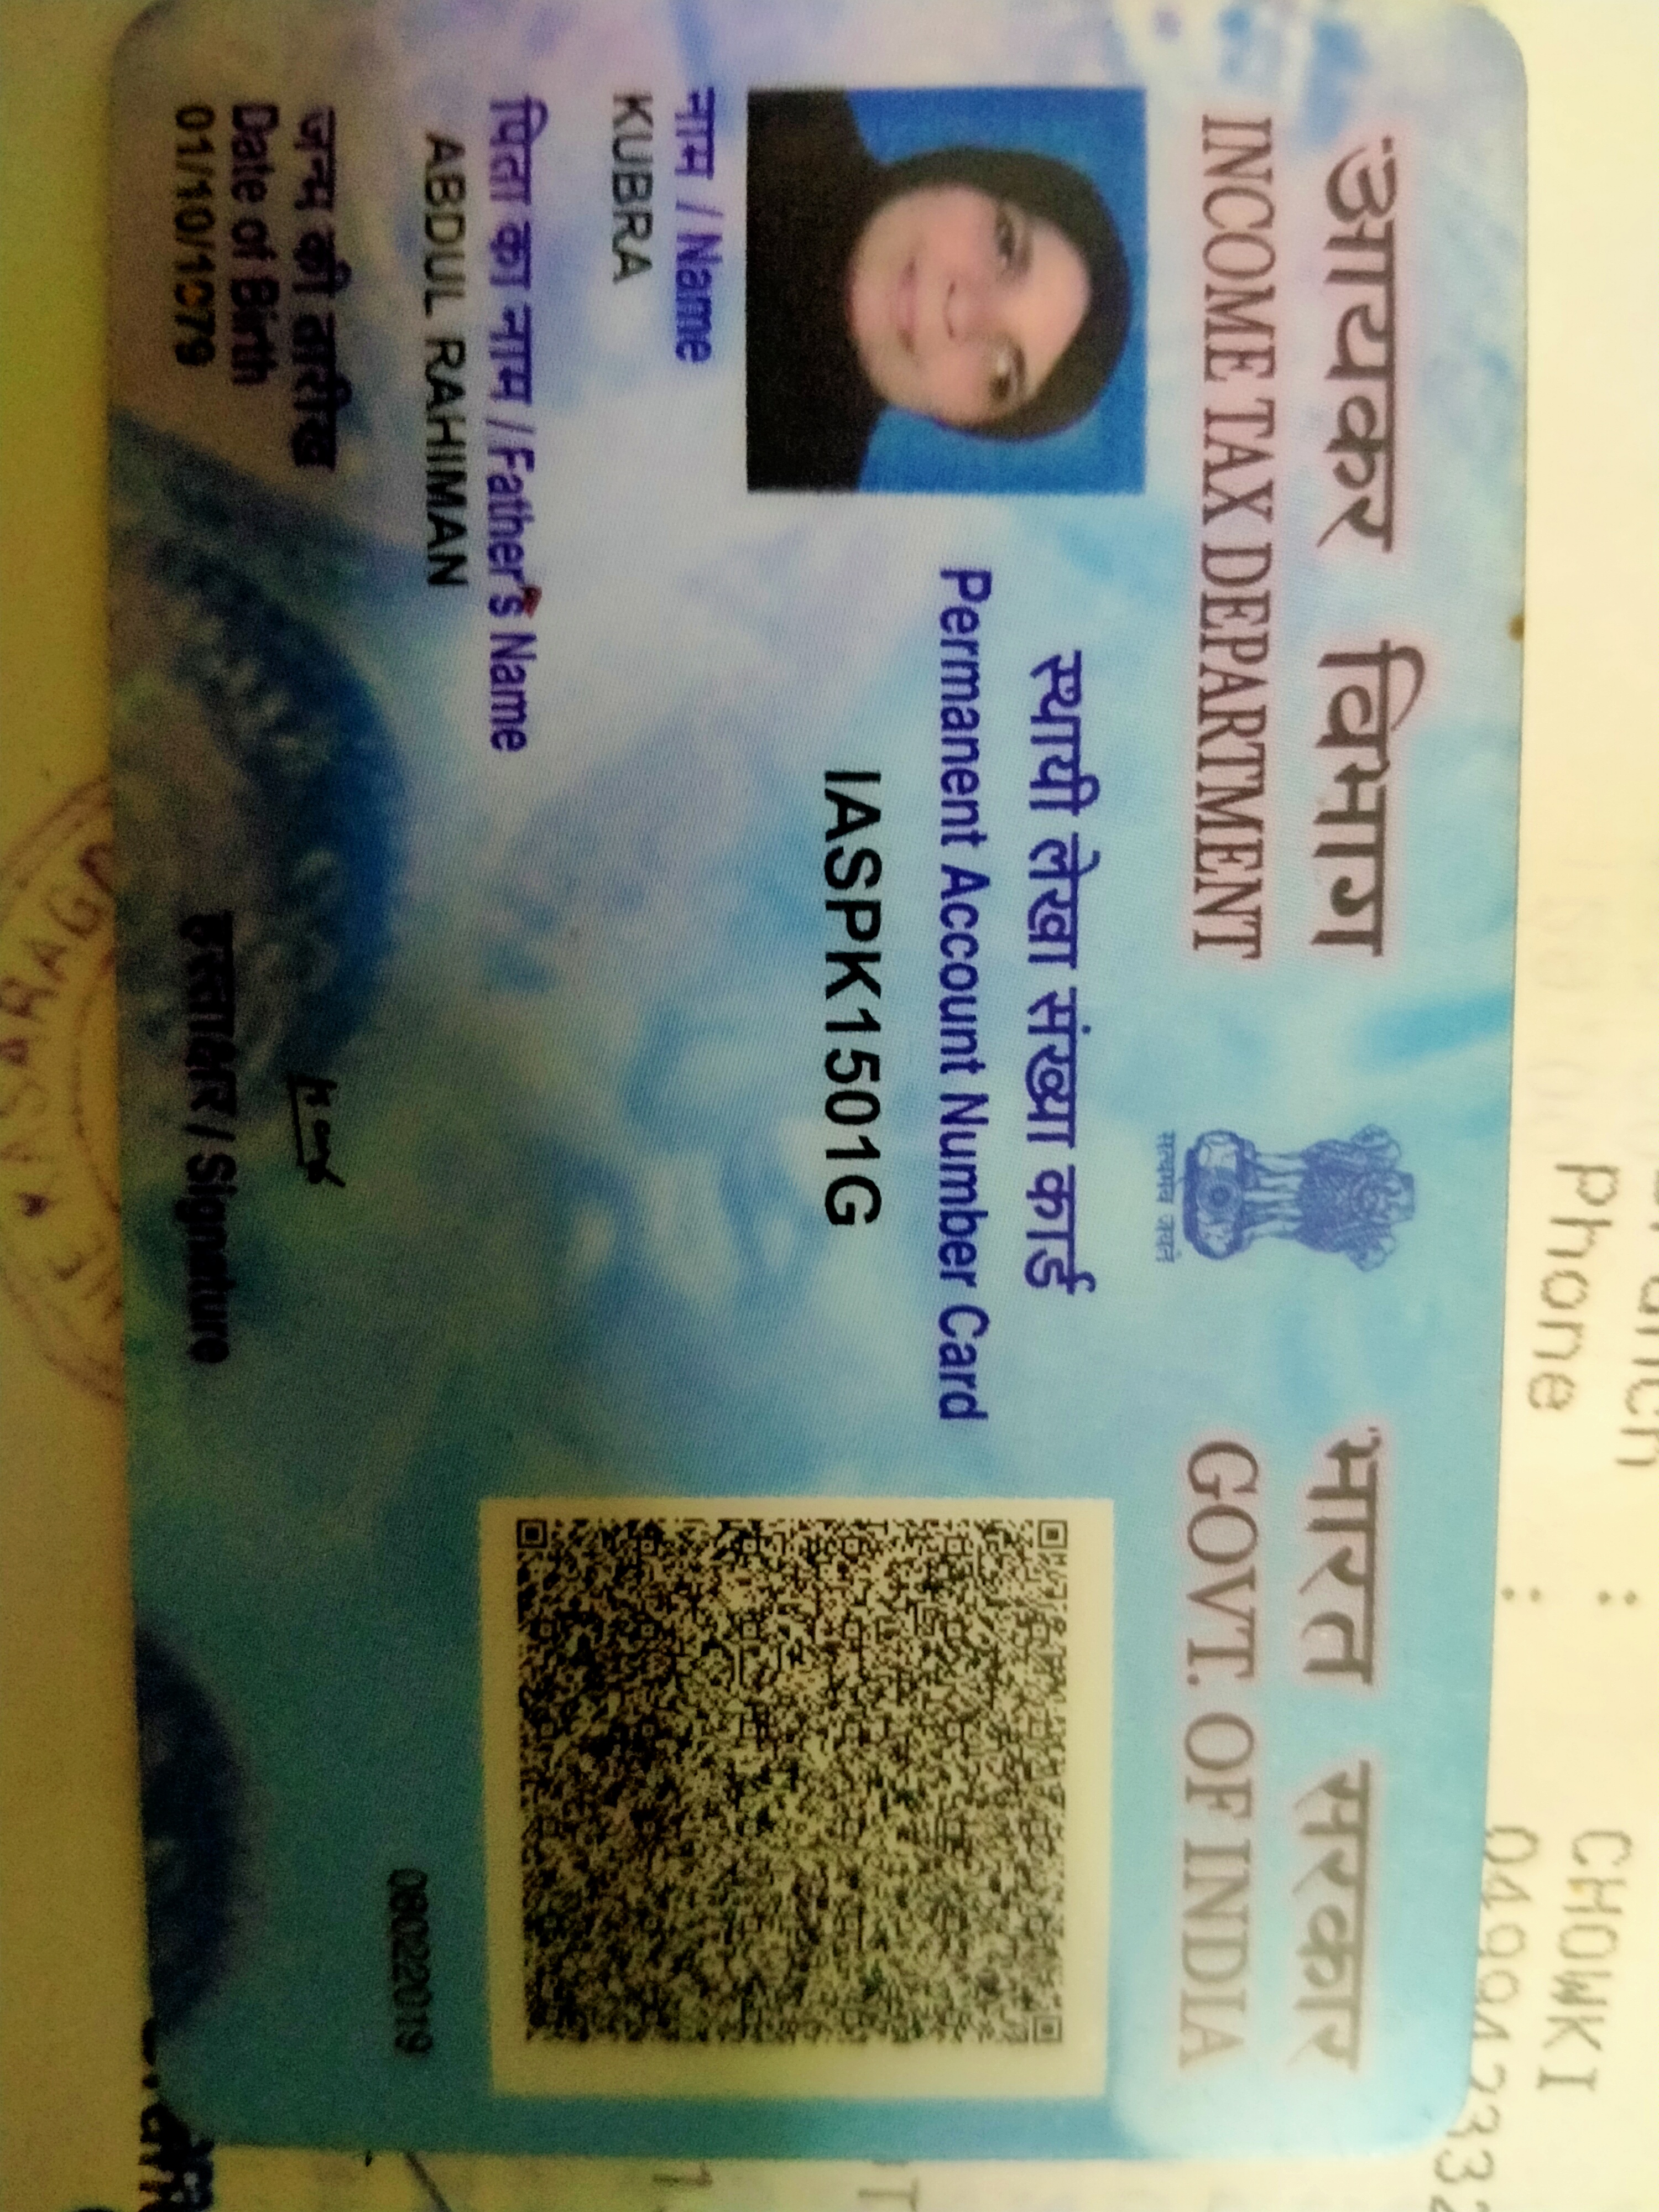 आयकर विभाग
INCOME TAX DEPARTMENT
सत्यमेव जयते
भारत सरकार
GOVT. OF INDIA
स्थायी लेखा संख्या कार्ड
Permanent Account Number Card
IASPK1501G
नाम / Name
KUBRA
पिता का नाम / Father's Name
ABDUL RAHIMAN
जन्म की तारीख
Date of Birth
01/10/1979
हस्ताक्षर / Signature
08022019
Phone :
CHOWKI